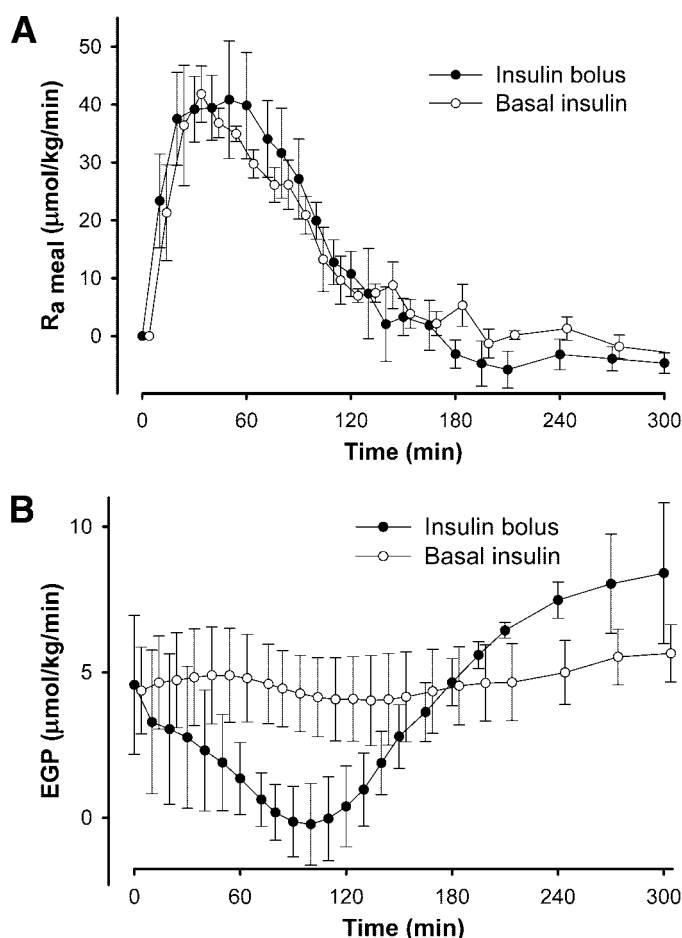 A
50
40
30
20
10
0
Ra meal (µmol/kg/min)
Insulin bolus
Basal insulin
0 60 120 180 240 300
Time (min)
B
10
5
0
EGP (µmol/kg/min)
Insulin bolus
Basal insulin
0 60 120 180 240 300
Time (min)